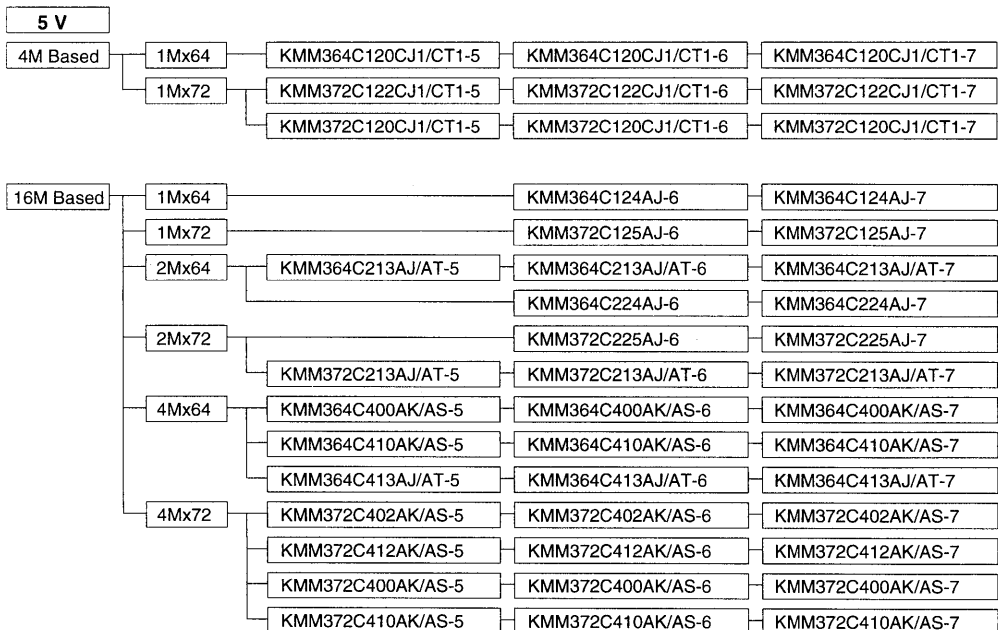 5 V
4M Based 1Mx64 KMM364C120CJ1/CT1-5 KMM364C120CJ1/CT1-6 KMM364C120CJ1/CT1-7
1Mx72 KMM372C122CJ1/CT1-5 KMM372C122CJ1/CT1-6 KMM372C122CJ1/CT1-7
KMM372C120CJ1/CT1-5 KMM372C120CJ1/CT1-6 KMM372C120CJ1/CT1-7
16M Based 1Mx64 KMM364C124AJ-6 KMM364C124AJ-7
1Mx72 KMM372C125AJ-6 KMM372C125AJ-7
2Mx64 KMM364C213AJ/AT-5 KMM364C213AJ/AT-6 KMM364C213AJ/AT-7
KMM364C224AJ-6 KMM364C224AJ-7
2Mx72 KMM372C225AJ-6 KMM372C225AJ-7
KMM372C213AJ/AT-5 KMM372C213AJ/AT-6 KMM372C213AJ/AT-7
4Mx64 KMM364C400AK/AS-5 KMM364C400AK/AS-6 KMM364C400AK/AS-7
KMM364C410AK/AS-5 KMM364C410AK/AS-6 KMM364C410AK/AS-7
KMM364C413AJ/AT-5 KMM364C413AJ/AT-6 KMM364C413AJ/AT-7
4Mx72 KMM372C402AK/AS-5 KMM372C402AK/AS-6 KMM372C402AK/AS-7
KMM372C412AK/AS-5 KMM372C412AK/AS-6 KMM372C412AK/AS-7
KMM372C400AK/AS-5 KMM372C400AK/AS-6 KMM372C400AK/AS-7
KMM372C410AK/AS-5 KMM372C410AK/AS-6 KMM372C410AK/AS-7